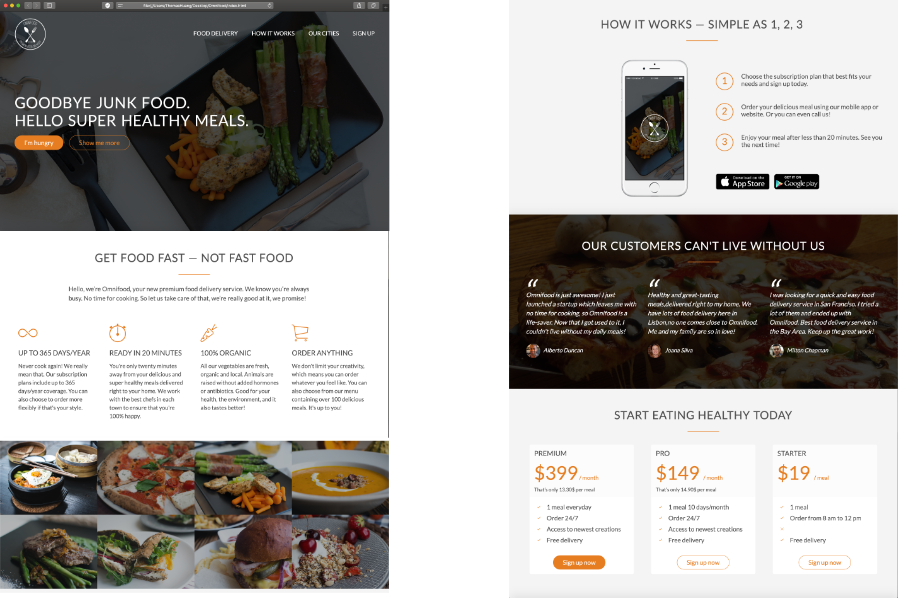 FOOD DELIVERY HOW IT WORKS OUR CITIES SIGN UP
GOODBYE JUNK FOOD.
HELLO SUPER HEALTHY MEALS.
I'm hungry Show me more
GET FOOD FAST — NOT FAST FOOD
Hello, we're Omnifood, your new premium food delivery service. We know you're always
busy. No time for cooking. So let us take care of that, we're really good at it, we promise!
UP TO 365 DAYS/YEAR
Never cook again! We really
mean that. Our subscription
plans include up to 365
days/year coverage. You can
also choose to order more
flexibly if that's your style.
READY IN 20 MINUTES
You're only twenty minutes
away from your delicious and
super healthy meals delivered
right to your home. We work
with the best chefs in each
town to ensure that you're
100% happy.
100% ORGANIC
All our vegetables are fresh,
organic and local. Animals are
raised without added hormones
or antibiotics. Good for your
health, the environment, and it
also tastes better!
ORDER ANYTHING
We don't limit your creativity,
which means you can order
whatever you feel like. You can
also choose from our menu
containing over 100 delicious
meals. It's up to you!
HOW IT WORKS — SIMPLE AS 1, 2, 3
1 Choose the subscription plan that best fits your
needs and sign up today.
2 Order your delicious meal using our mobile app or
website. Or you can even call us!
3 Enjoy your meal after less than 20 minutes. See you
the next time!
Download on the
App Store
GET IT ON
Google play
OUR CUSTOMERS CAN'T LIVE WITHOUT US
“
Omnifood is just awesome! I just
launched a startup which leaves me with
no time for cooking, so Omnifood is a
life-saver. Now that I got used to it, I
couldn't live without my daily meals!
Alberto Duncan
“
Healthy and great-tasting
meals,delivered right to my home. We
have lots of food delivery here in
Lisbon,no one comes close to Omnifood.
Me and my family are so in love!
Joana Silva
“
I was looking for a quick and easy food
delivery service in San Franciso. I tried a
lot of them and ended up with
Omnifood. Best food delivery service in
the Bay Area. Keep up the great work!
Milton Chapman
START EATING HEALTHY TODAY
PREMIUM
$399 / month
That's only 13.30$ per meal
1 meal everyday
Order 24/7
Access to newest creations
Free delivery
Sign up now
PRO
$149 / month
That's only 14.90$ per meal
1 meal 10 days/month
Order 24/7
Access to newest creations
Free delivery
Sign up now
STARTER
$19 / meal
1 meal
Order from 8 am to 12 pm
Free delivery
Sign up now